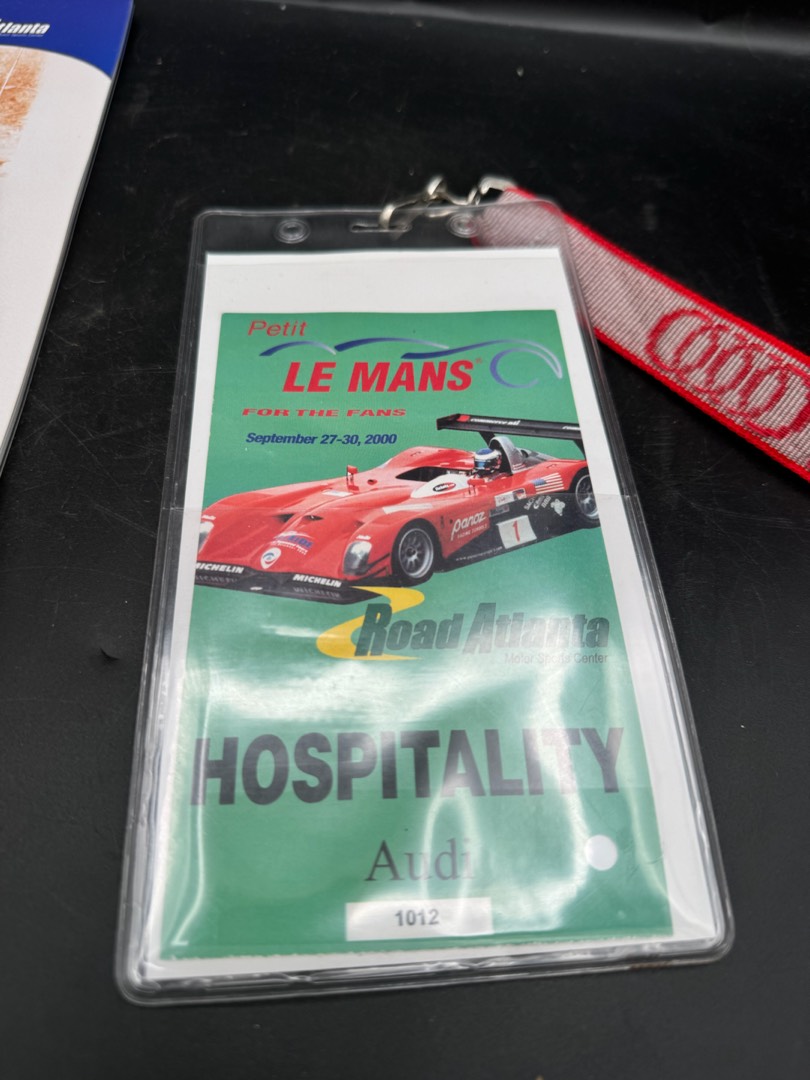 Petit
LE MANS®
FOR THE FANS
September 27-30, 2000
panoz
1
MICHELIN
MICHELIN
Road Atlanta
Motor Sports Center
HOSPITALITY
Audi
1012